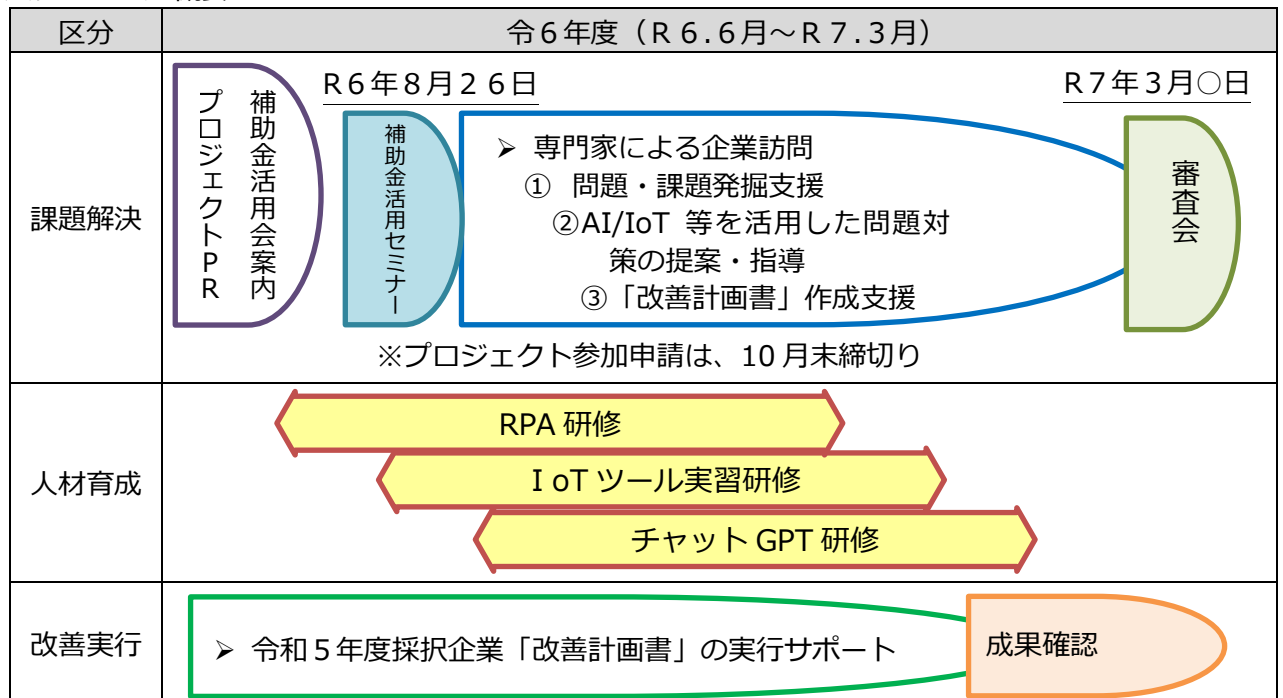 区分
令6年度（R６.6月～R７.3月）
課題解決
補助金活用会案内
プロジェクトPR
R６年８月２６日
補助金活用セミナー
➢ 専門家による企業訪問
① 問題・課題発掘支援
②AI/IoT 等を活用した問題対
策の提案・指導
③「改善計画書」作成支援
R７年３月○日
審査会
※プロジェクト参加申請は、10月末締切り
人材育成
RPA 研修
IoT ツール実習研修
チャット GPT 研修
改善実行
➢ 令和５年度採択企業「改善計画書」の実行サポート
成果確認